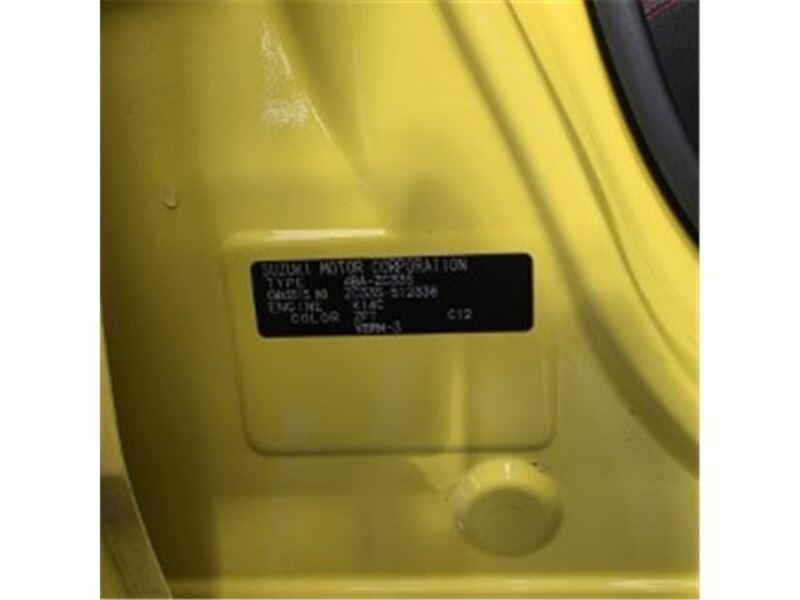 SUZUKI MOTOR CORPORATION
TYPE 4BA-ZC33S
CHASSIS NO
ENGINE K14C
COLOR ZFT C12